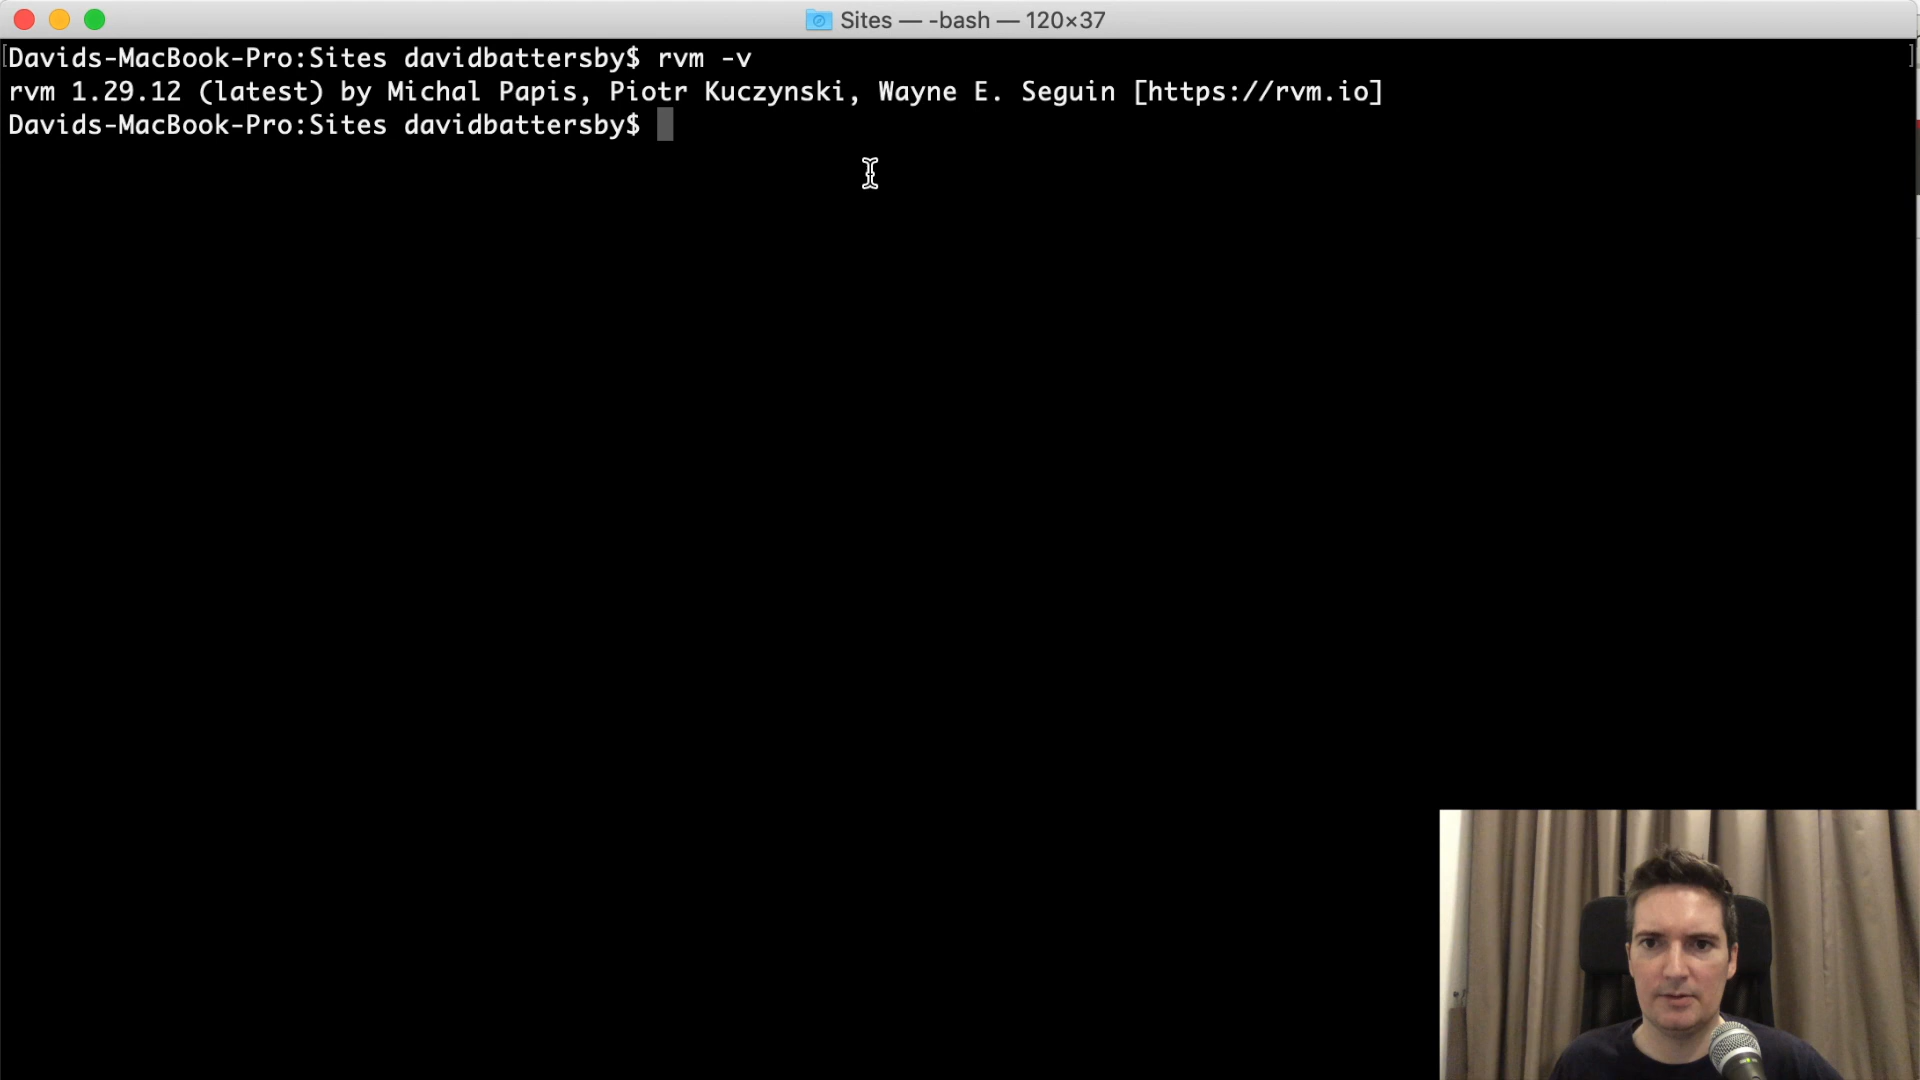 Sites — -bash — 120×37
Davids-MacBook-Pro:Sites davidbattersby$ rvm -v
rvm 1.29.12 (latest) by Michal Papis, Piotr Kuczynski, Wayne E. Seguin [https://rvm.io]
Davids-MacBook-Pro:Sites davidbattersby$